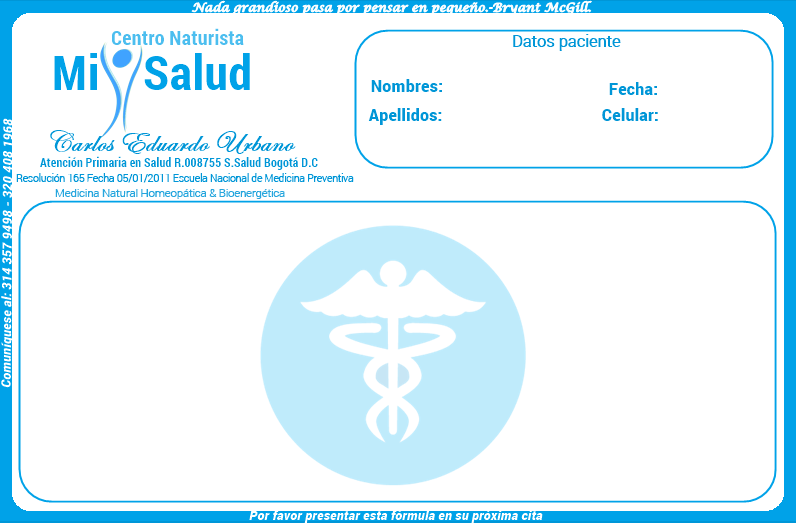 Nada grandioso pasa por pensar en pequeño.-Bryant McGill.
Centro Naturista
Mi Salud
Carlos Eduardo Urbano
Atención Primaria en Salud R.008755 S.Salud Bogotá D.C
Resolución 165 Fecha 05/01/2011 Escuela Nacional de Medicina Preventiva
Medicina Natural Homeopática & Bioenergética
Datos paciente
Nombres:
Fecha:
Apellidos:
Celular:
Comuníquese al: 314 357 9498 - 320 408 1968
Por favor presentar esta fórmula en su próxima cita